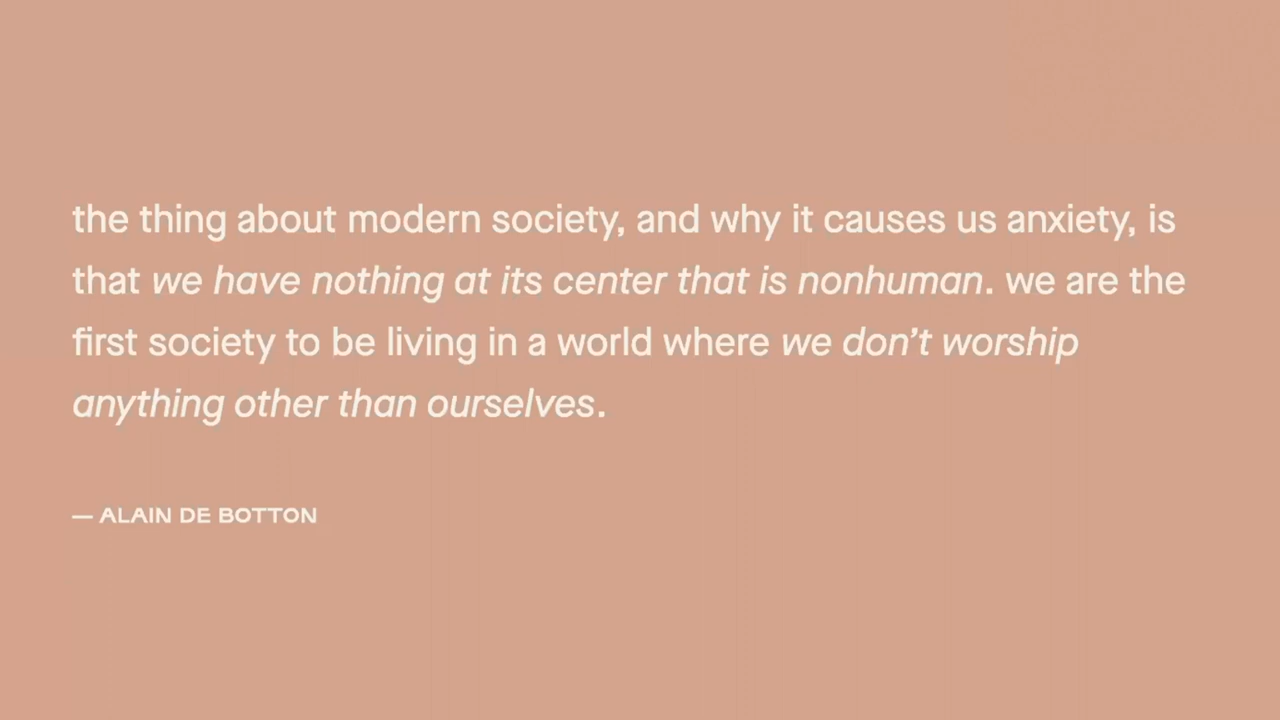 the thing about modern society, and why it causes us anxiety, is
that we have nothing at its center that is nonhuman. we are the
first society to be living in a world where we don’t worship
anything other than ourselves.
— ALAIN DE BOTTON